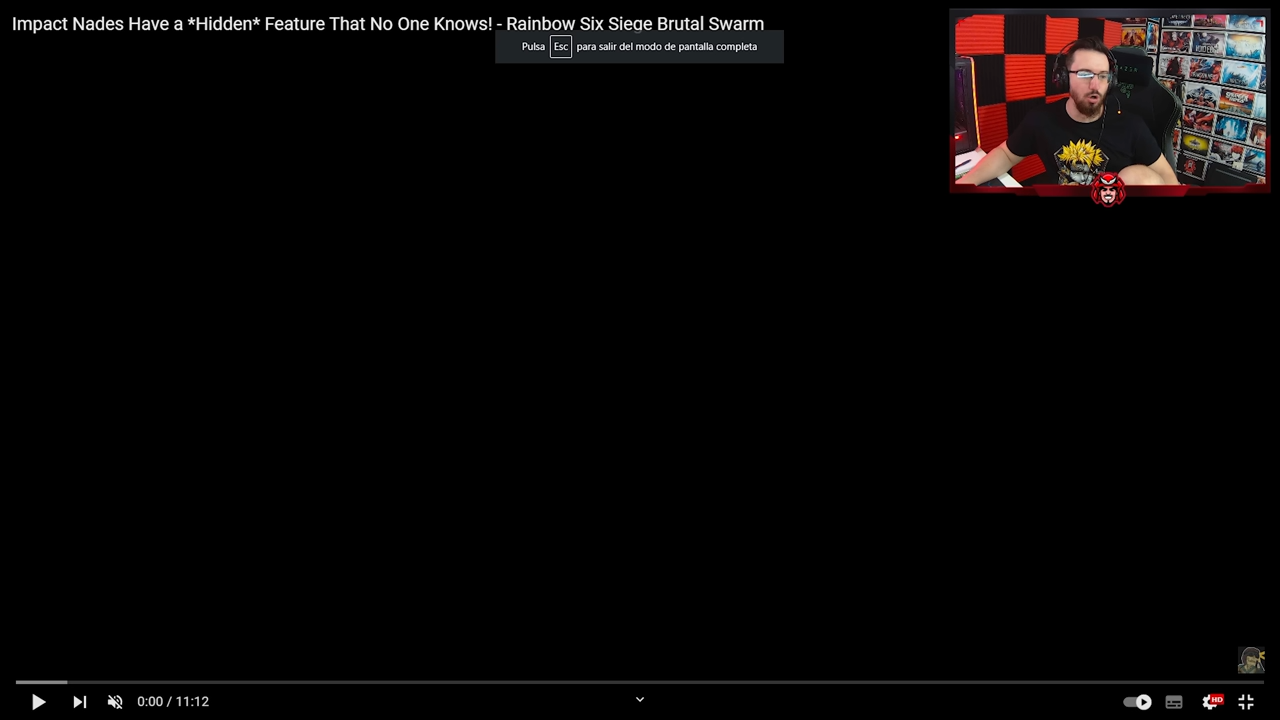 Impact Nades Have a *Hidden* Feature That No One Knows! - Rainbow Six Siege Brutal Swarm
Pulsa Esc para salir del modo de pantalla completa
0:00 / 11:12
HD